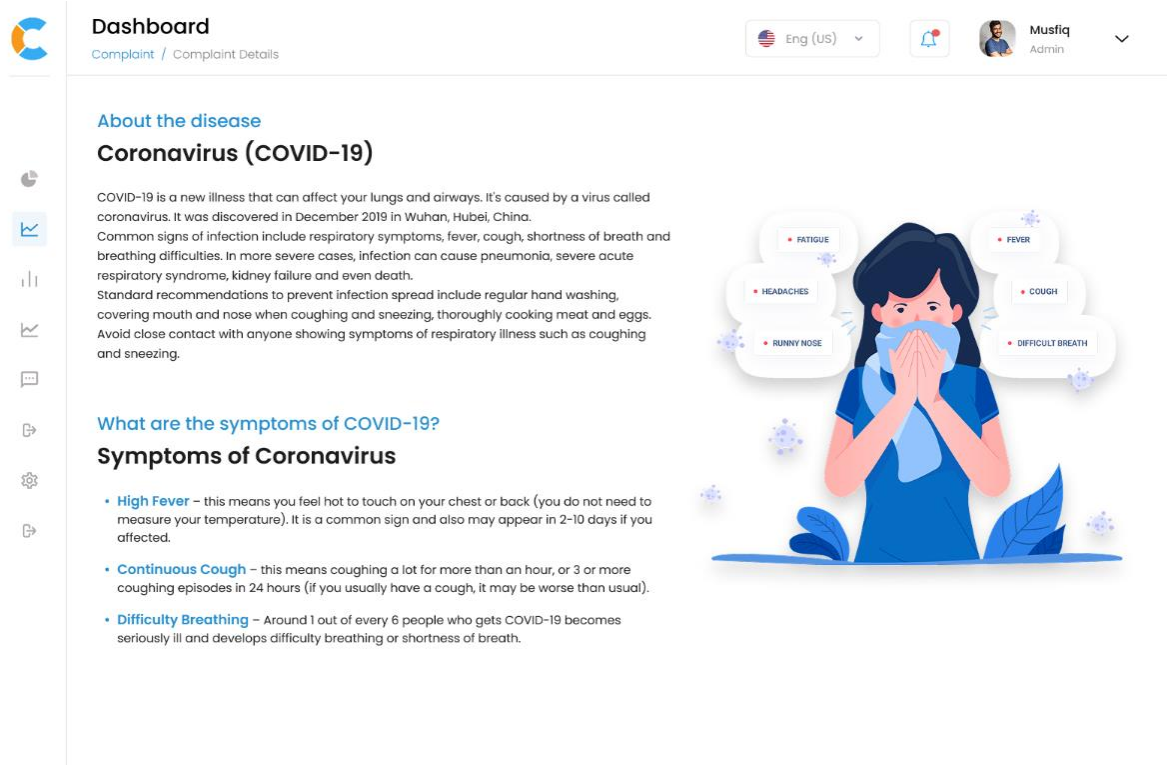 Dashboard
Complaint / Complaint Details
Eng (US)
Musfiq
Admin
About the disease
Coronavirus (COVID-19)
COVID-19 is a new illness that can affect your lungs and airways. It's caused by a virus called
coronavirus. It was discovered in December 2019 in Wuhan, Hubei, China.
Common signs of infection include respiratory symptoms, fever, cough, shortness of breath and
breathing difficulties. In more severe cases, infection can cause pneumonia, severe acute
respiratory syndrome, kidney failure and even death.
Standard recommendations to prevent infection spread include regular hand washing,
covering mouth and nose when coughing and sneezing, thoroughly cooking meat and eggs.
Avoid close contact with anyone showing symptoms of respiratory illness such as coughing
and sneezing.
What are the symptoms of COVID-19?
Symptoms of Coronavirus
• High Fever – this means you feel hot to touch on your chest or back (you do not need to
measure your temperature). It is a common sign and also may appear in 2-10 days if you
affected.
• Continuous Cough – this means coughing a lot for more than an hour, or 3 or more
coughing episodes in 24 hours (if you usually have a cough, it may be worse than usual).
• Difficulty Breathing – Around 1 out of every 6 people who gets COVID-19 becomes
seriously ill and develops difficulty breathing or shortness of breath.
FATIGUE
HEADACHES
RUNNY NOSE
FEVER
COUGH
DIFFICULT BREATH